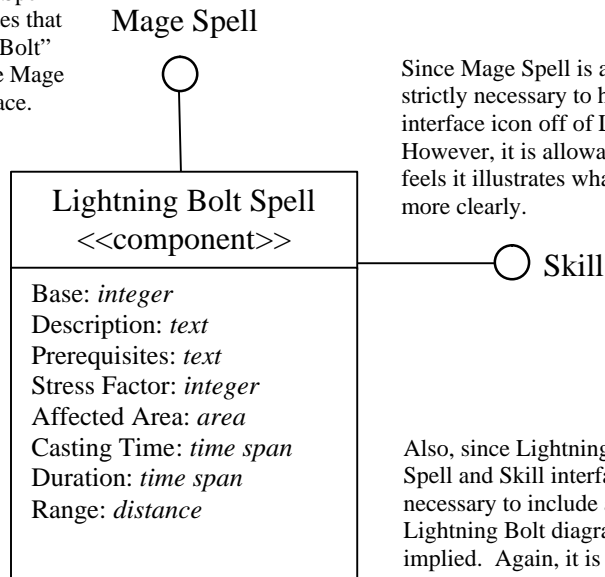 es that
Bolt”
e Mage
ace.
Mage Spell
Since Mage Spell is a
strictly necessary to h
interface icon off of
However, it is allowa
feels it illustrates wha
more clearly.
Lightning Bolt Spell
<<component>>
Skill
Base: integer
Description: text
Prerequisites: text
Stress Factor: integer
Affected Area: area
Casting Time: time span
Duration: time span
Range: distance
Also, since Lightning
Spell and Skill interfa
necessary to include
Lightning Bolt diagra
implied.  Again, it is